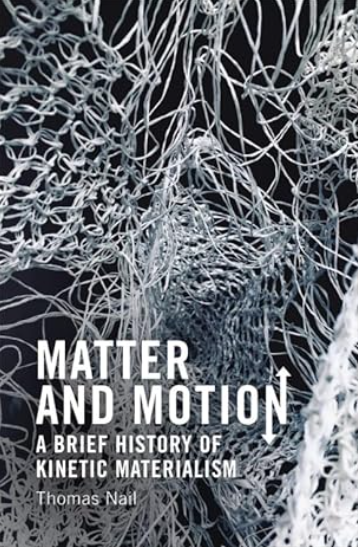 MATTER
AND MOTION
A BRIEF HISTORY OF
KINETIC MATERIALISM
Thomas Nail